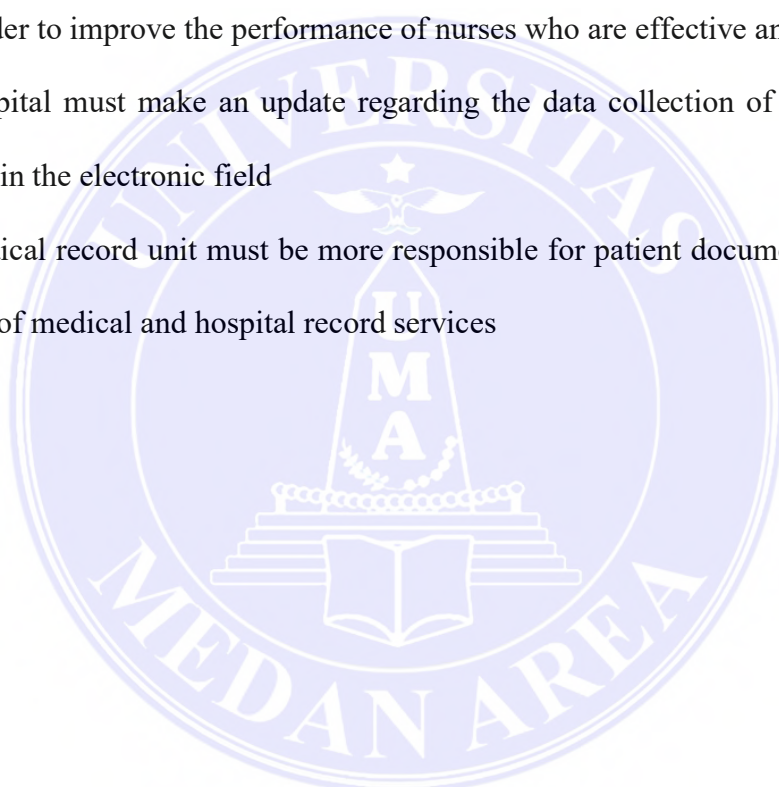 der to improve the performance of nurses who are effective an
pital must make an update regarding the data collection of
in the electronic field
ical record unit must be more responsible for patient docum
of medical and hospital record services
UNIVERSITAS
U
M
A
MEDAN AREA